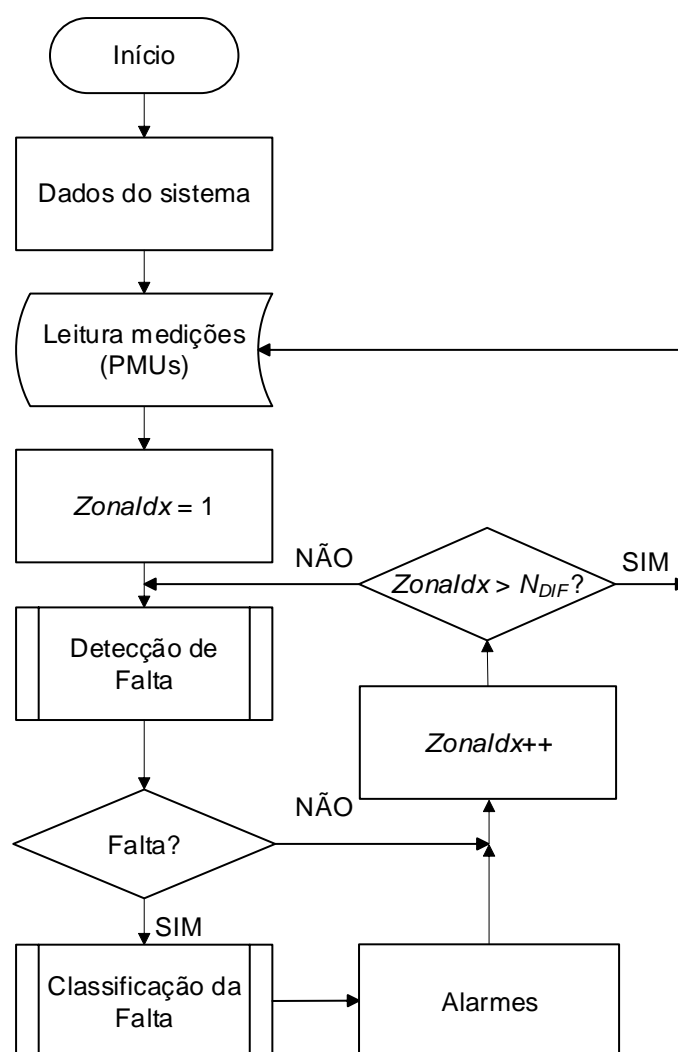 Início
Dados do sistema
Leitura medições
(PMUs)
ZonaIdx = 1
NÃO
ZonaIdx > N_DIF?
SIM
Detecção de
Falta
ZonaIdx++
NÃO
Falta?
SIM
Classificação da
Falta
Alarmes